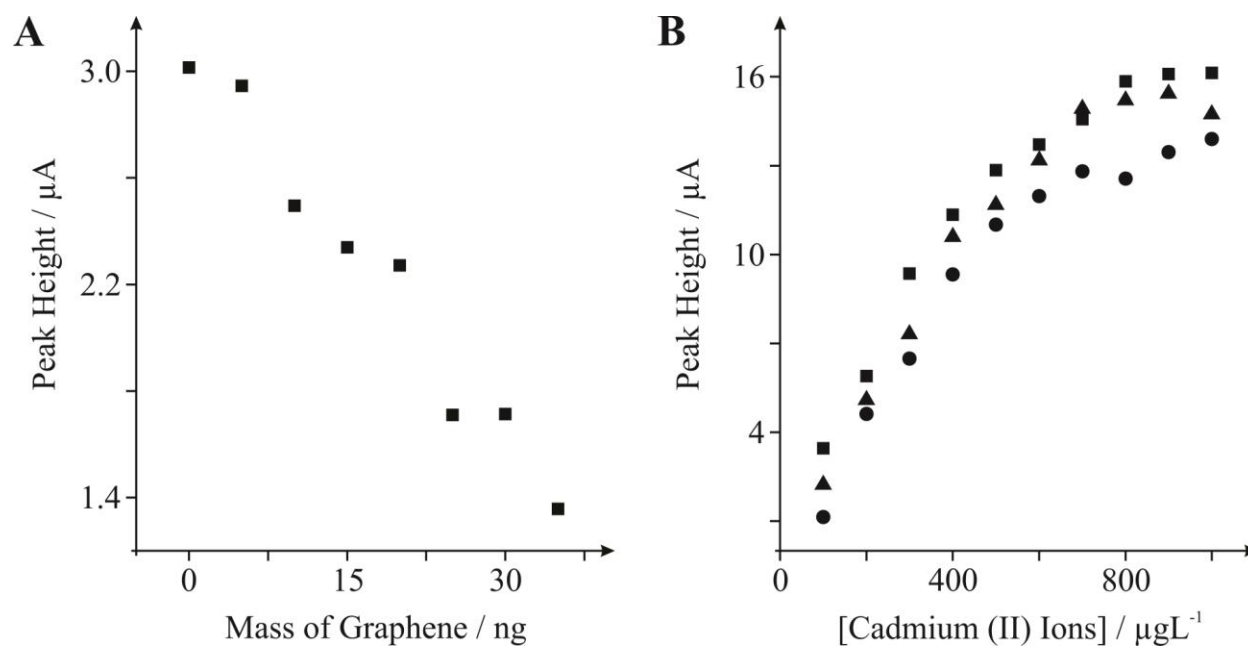 A
Peak Height / µA
3.0
2.2
1.4
0
15
30
Mass of Graphene / ng
B
Peak Height / µA
16
10
4
0
400
800
[Cadmium (II) Ions] / µgL⁻¹